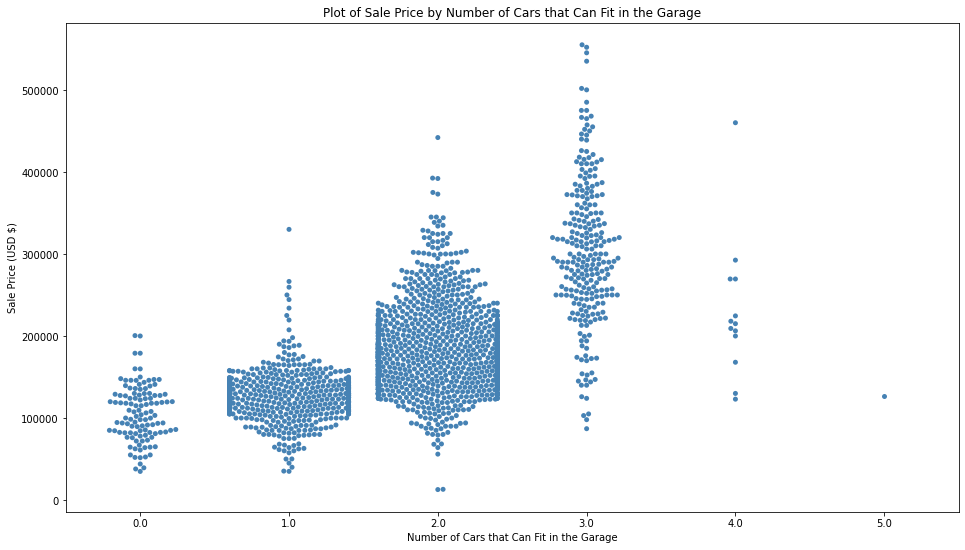 Plot of Sale Price by Number of Cars that Can Fit in the Garage
Sale Price (USD $)
500000
400000
300000
200000
100000
0
0.0 1.0 2.0 3.0 4.0 5.0
Number of Cars that Can Fit in the Garage